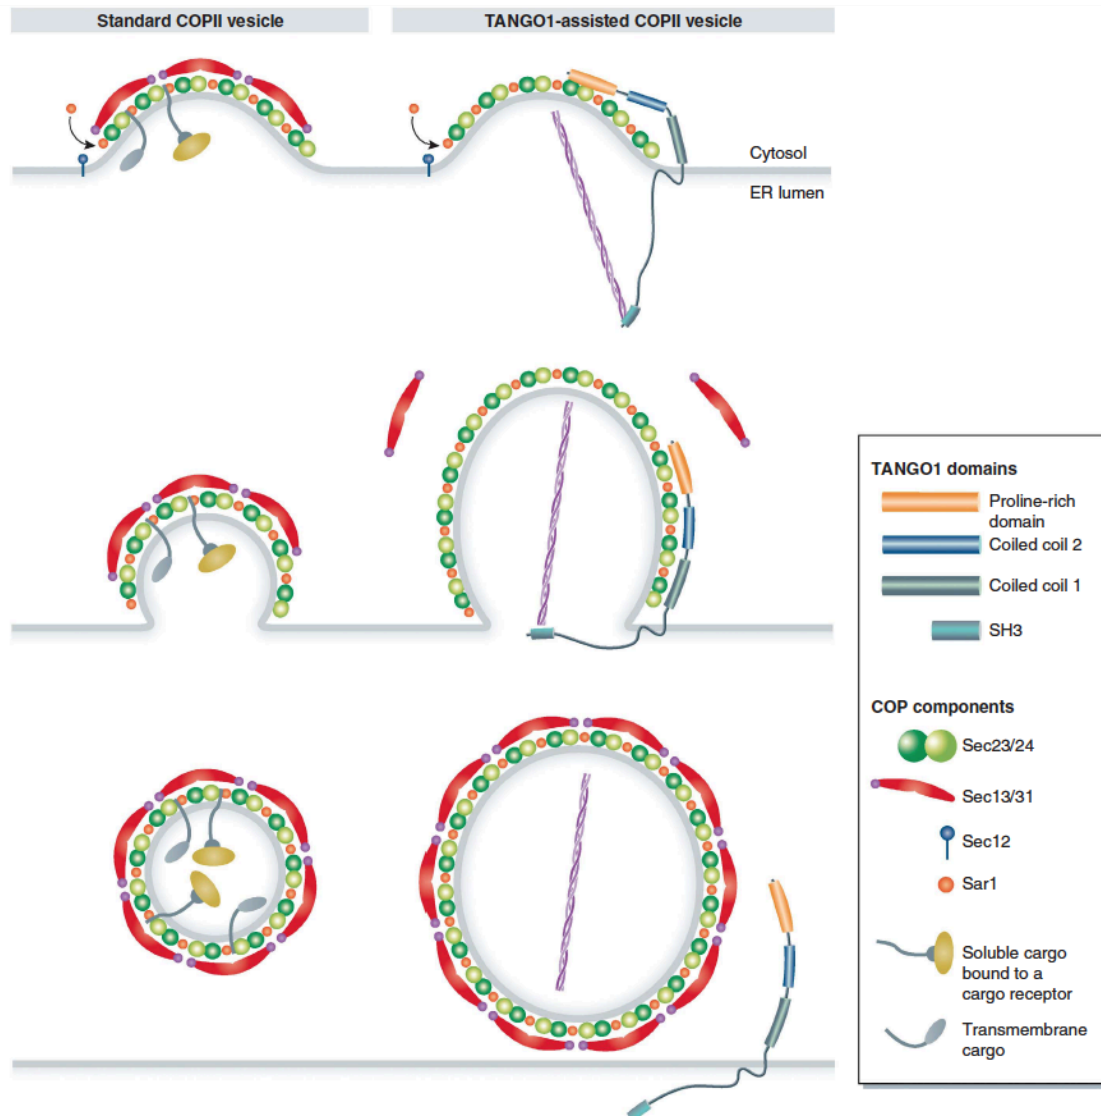 Standard COPII vesicle
TANGO1-assisted COPII vesicle
Cytosol
ER lumen
TANGO1 domains
Proline-rich
domain
Coiled coil 2
Coiled coil 1
SH3
COP components
Sec23/24
Sec13/31
Sec12
Sar1
Soluble cargo
bound to a
cargo receptor
Transmembrane
cargo